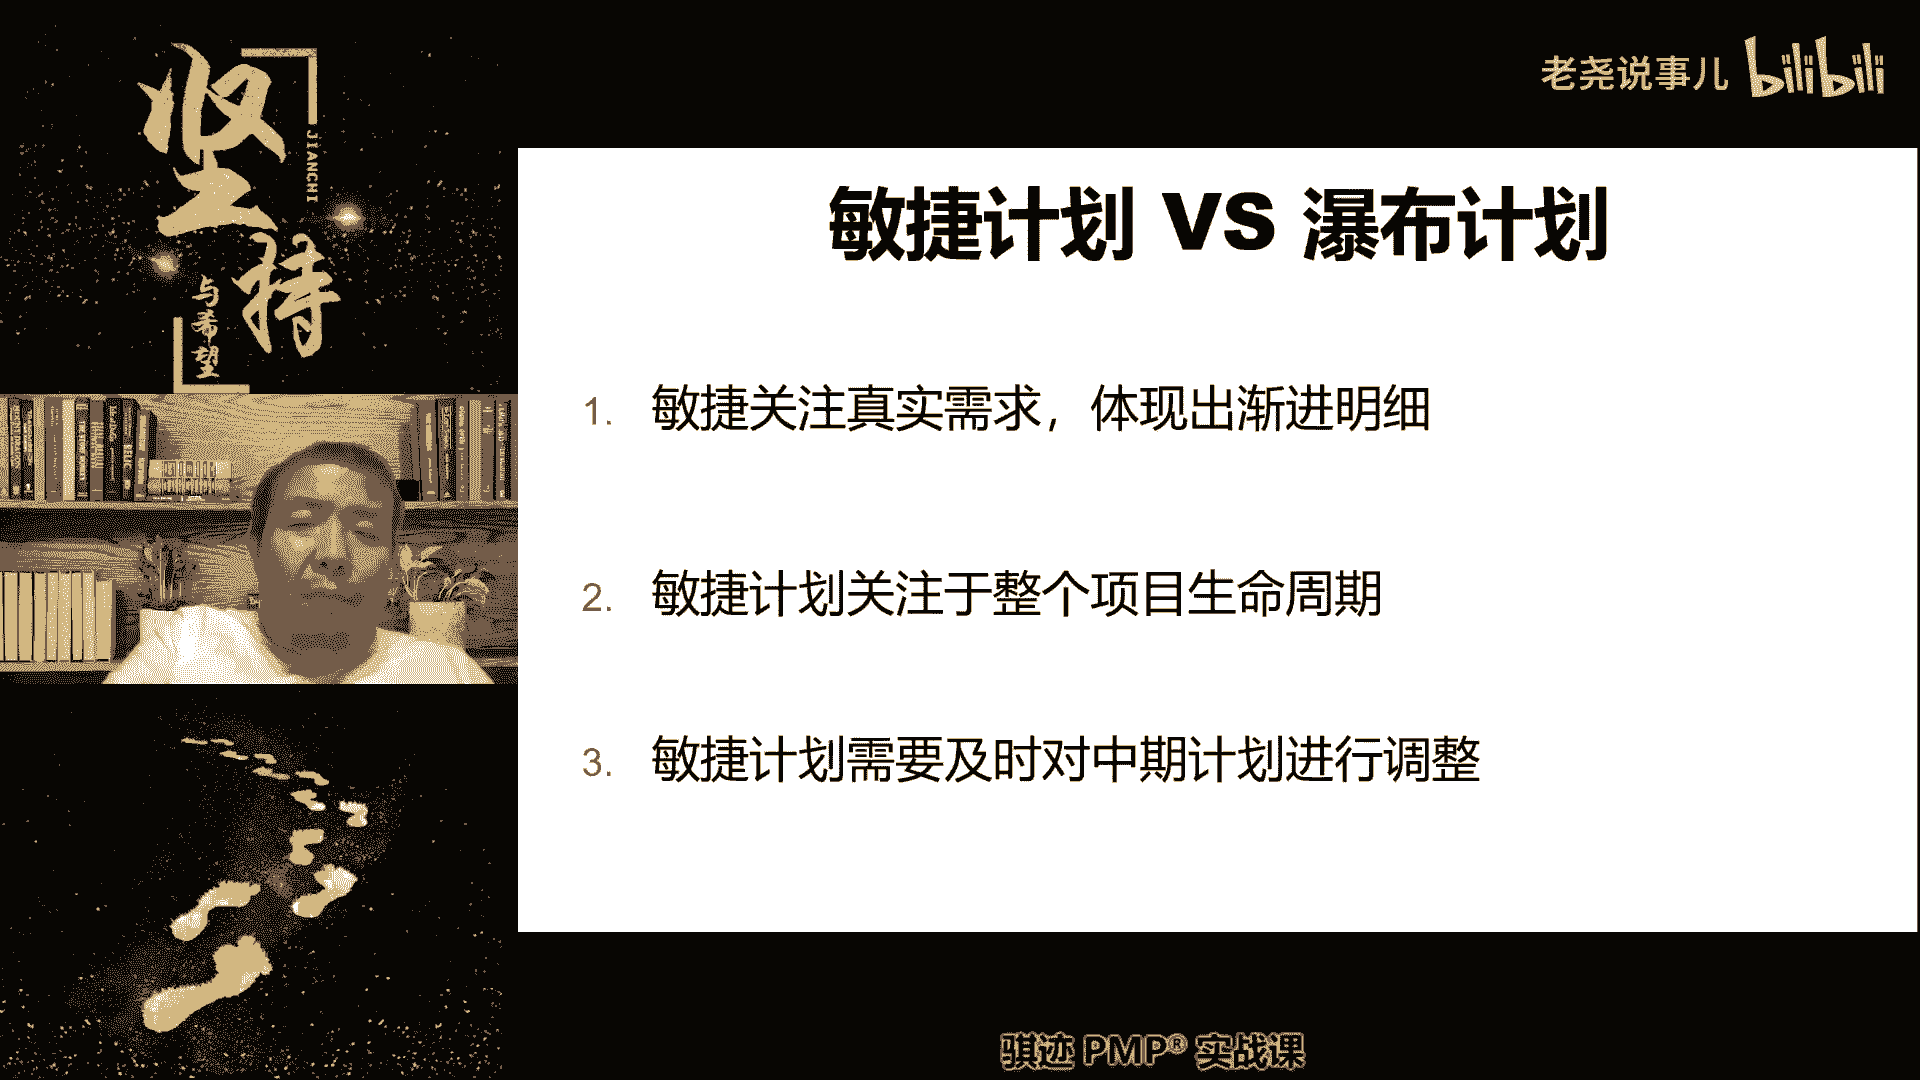 坚持
JIANCHI
与希望
老尧说事儿 bilibili
敏捷计划 VS 瀑布计划
1. 敏捷关注真实需求，体现出渐进明细
2. 敏捷计划关注于整个项目生命周期
3. 敏捷计划需要及时对中期计划进行调整
骐迹 PMP® 实战课